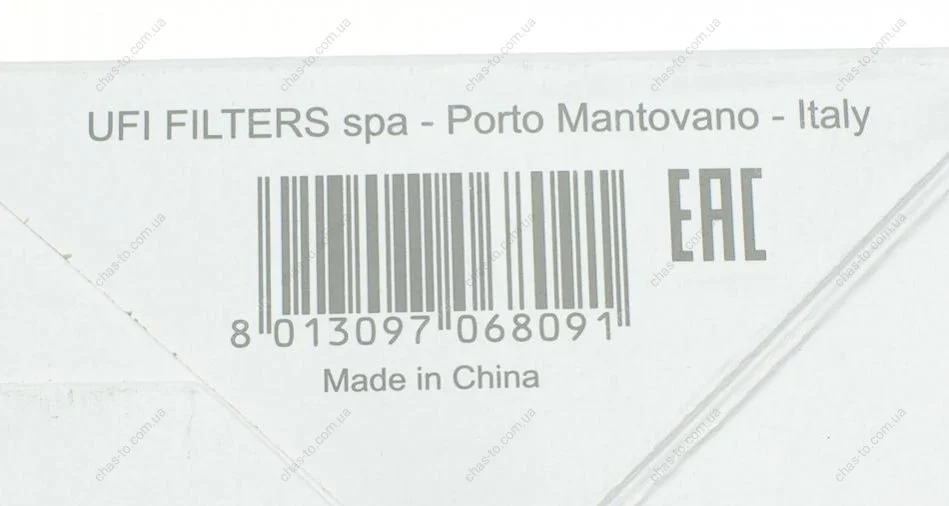 UFI FILTERS spa - Porto Mantovano - Italy
EAC
8 013097 068091
Made in China
chas-to.com.ua